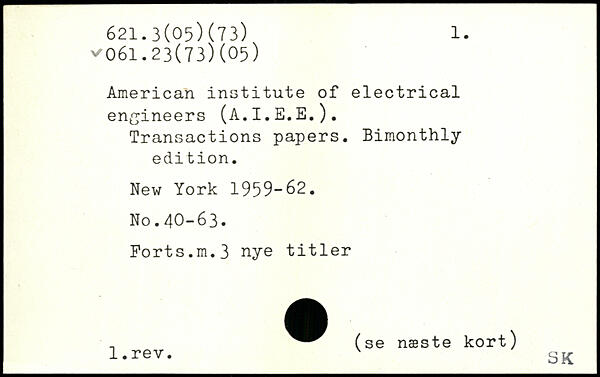 621.3(05)(73) 1.
✓061.23(73)(05)
American institute of electrical
engineers (A.I.E.E.).
Transactions papers. Bimonthly
edition.
New York 1959-62.
No.40-63.
Forts.m.3 nye titler
(se næste kort)
1.rev.
SK